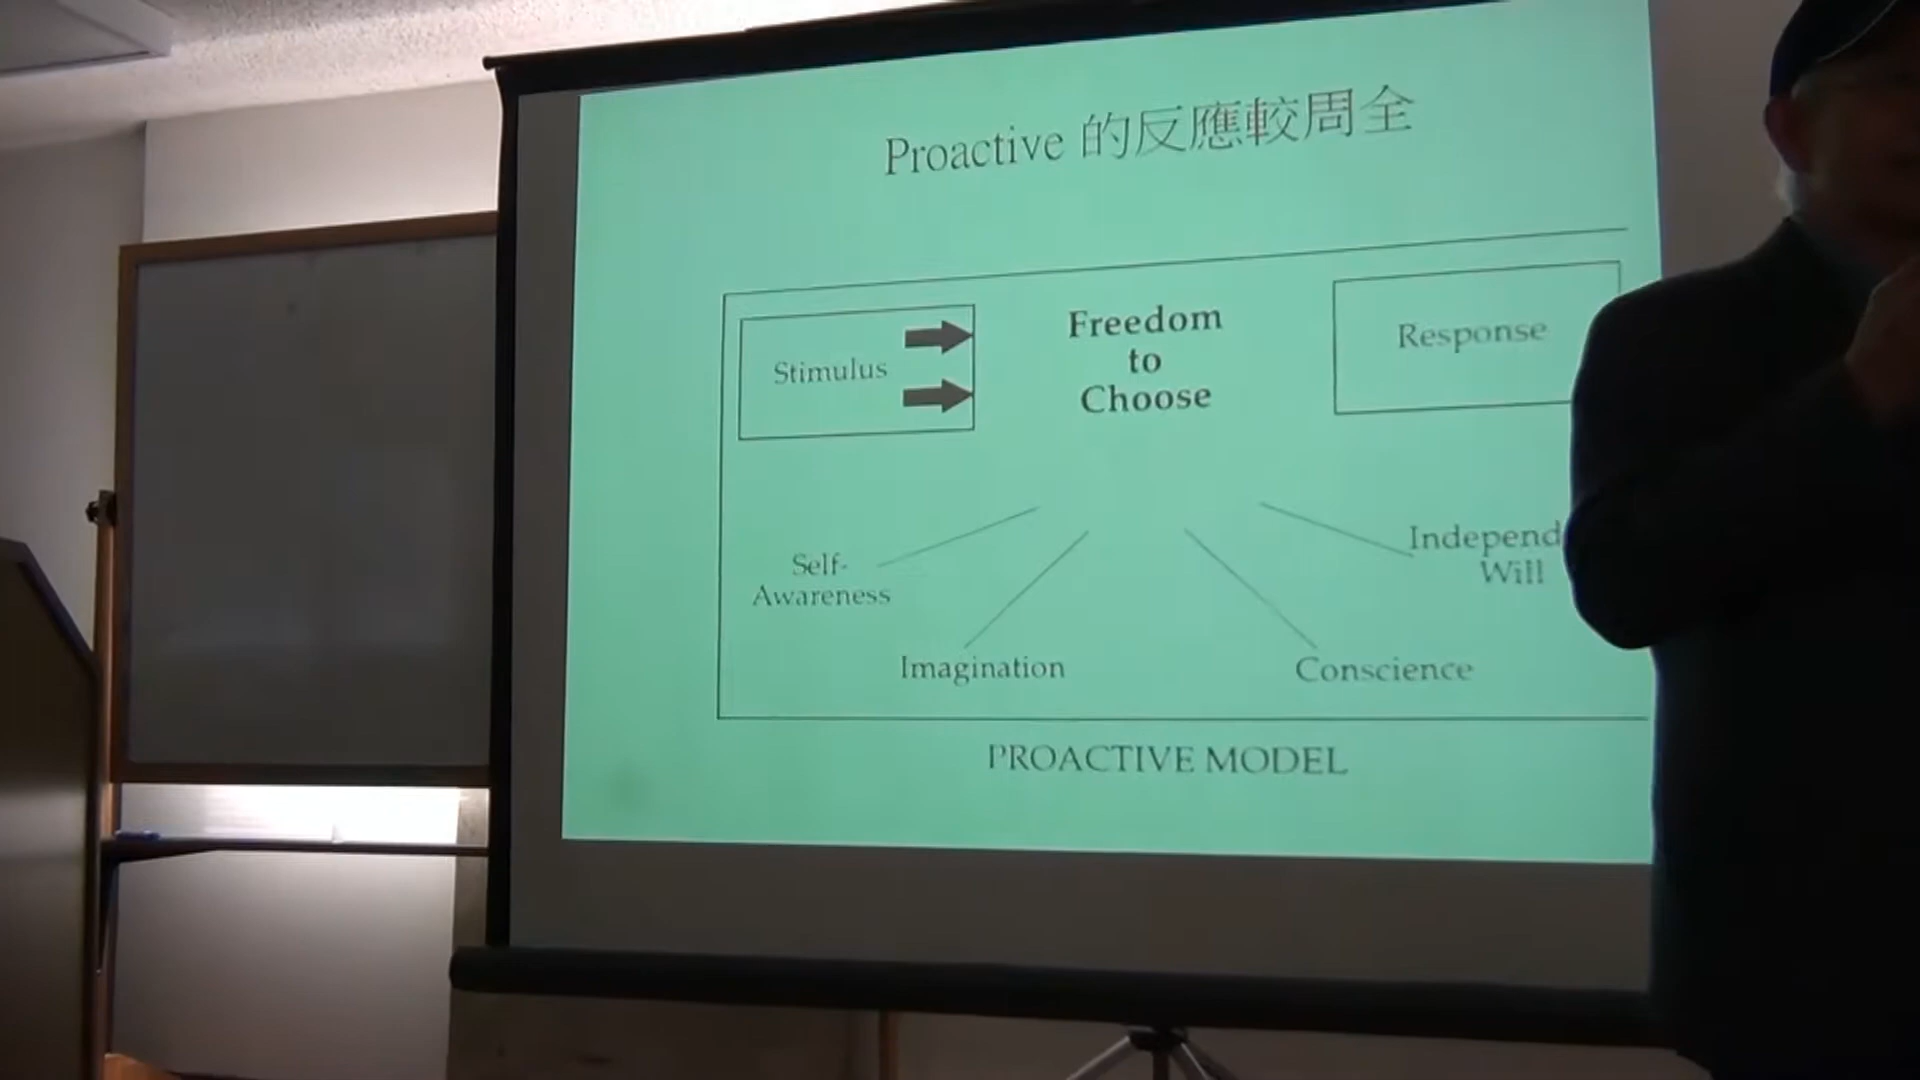 Proactive 的反應較周全
Stimulus
Freedom
to
Choose
Response
Self-
Awareness
Imagination
Conscience
Independ
Will
PROACTIVE MODEL